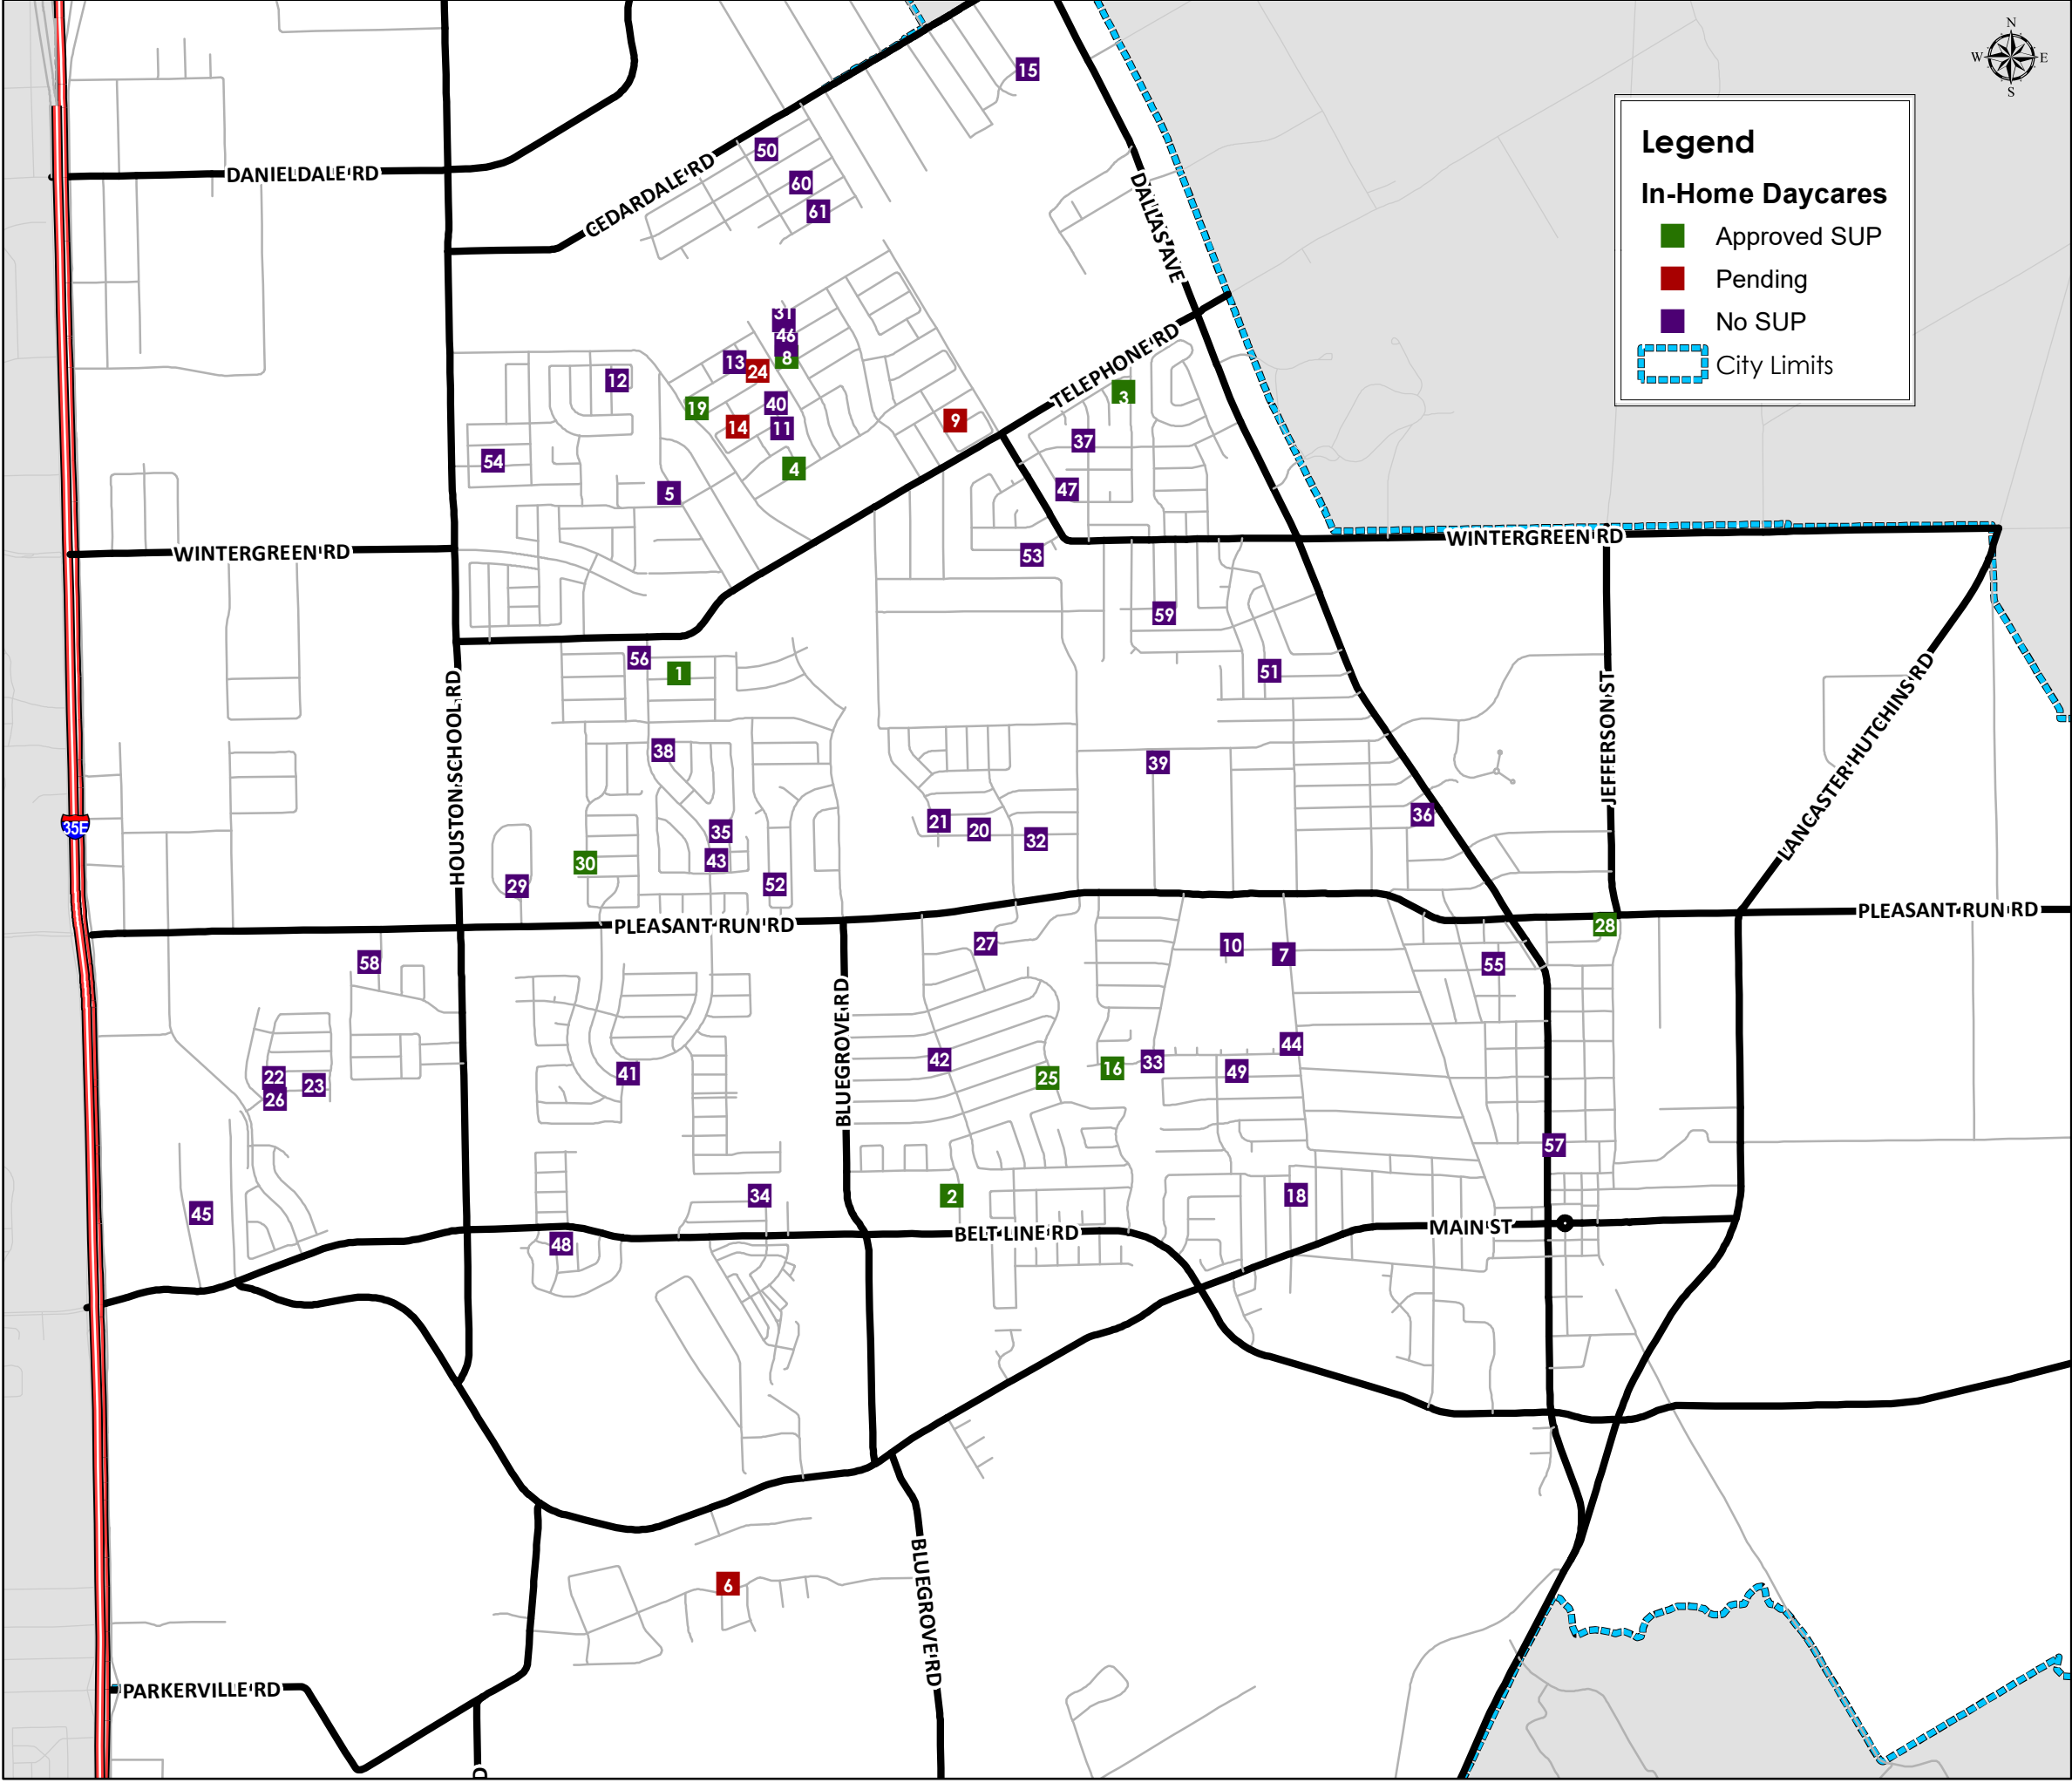 N
W E
S
Legend
In-Home Daycares
Approved SUP
Pending
No SUP
City Limits
15
50
60
61
DANIELDALE RD
CEDARDALE RD
DALLAS AVE
TELEPHONE RD
31
46
8
13
24
12
19
40
14
11
9
3
37
54
4
5
47
WINTERGREEN RD
WINTERGREEN RD
53
59
56
1
51
HOUSTON SCHOOL RD
JEFFERSON ST
LANCASTER HUTCHINS RD
38
39
35E
21
20
32
36
35
43
30
29
52
PLEASANT RUN RD
PLEASANT RUN RD
28
27
10
7
55
58
BLUEGROVE RD
42
25
16
33
49
44
41
22
23
26
57
45
34
2
18
48
BELT LINE RD
MAIN ST
6
BLUEGROVE RD
PARKERVILLE RD
D